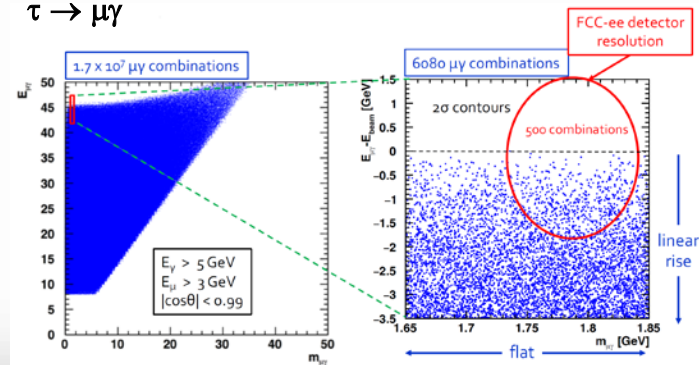 τ → μγ
FCC-ee detector
resolution
1.7 x 10⁷ μγ combinations
6080 μγ combinations
E_μγ
50
45
40
35
30
25
20
15
10
5
0
E_γ > 5 GeV
E_μ > 3 GeV
|cosθ| < 0.99
0 10 20 30 40 50
m_μγ
E_μγ-E_beam [GeV]
1.5
1
0.5
0
-0.5
-1
-1.5
-2
-2.5
-3
-3.5
2σ contours
500 combinations
linear
rise
1.65 1.7 1.75 1.8 1.85
m_μγ [GeV]
flat